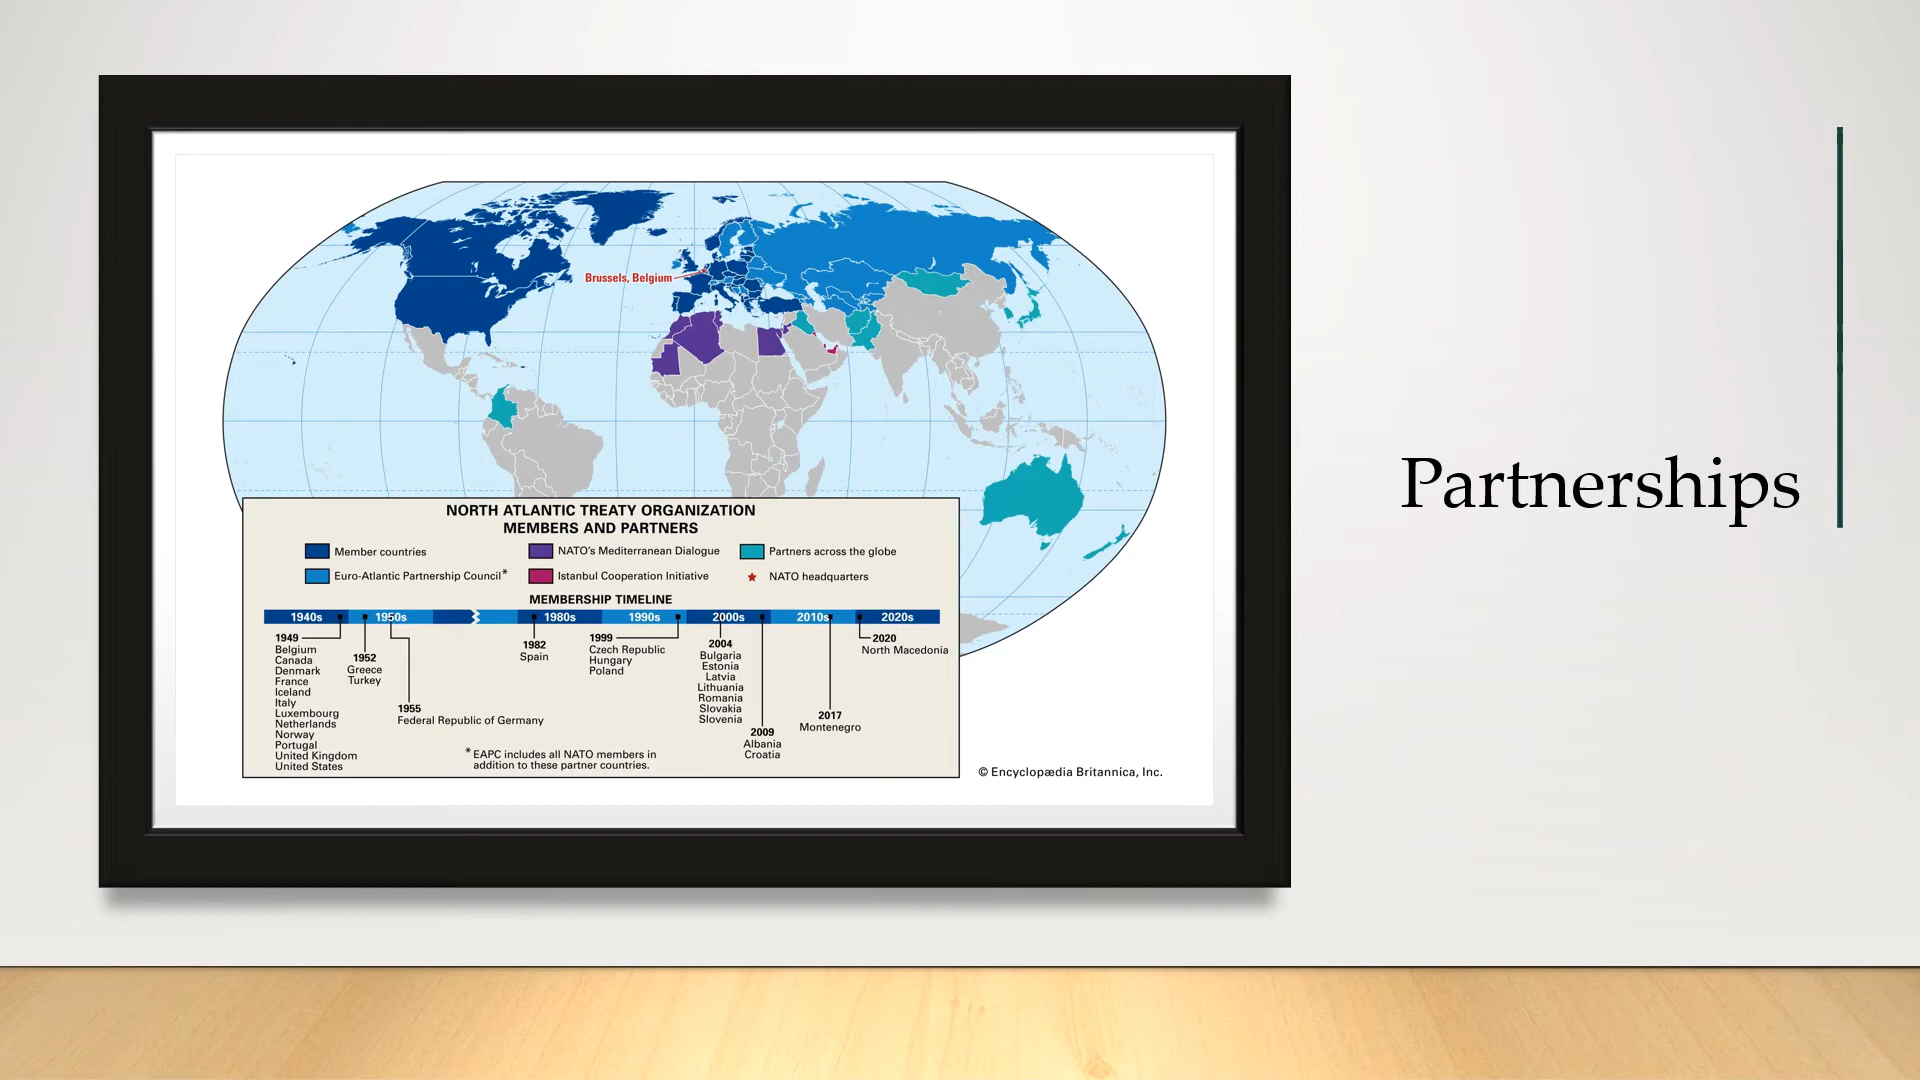 Partnerships
Brussels, Belgium
NORTH ATLANTIC TREATY ORGANIZATION
MEMBERS AND PARTNERS
Member countries
NATO's Mediterranean Dialogue
Partners across the globe
Euro-Atlantic Partnership Council*
Istanbul Cooperation Initiative
NATO headquarters
MEMBERSHIP TIMELINE
1940s
1950s
1980s
1990s
2000s
2010s
2020s
1949
Belgium
Canada
Denmark
France
Iceland
Italy
Luxembourg
Netherlands
Norway
Portugal
United Kingdom
United States
1952
Greece
Turkey
1955
Federal Republic of Germany
1982
Spain
1999
Czech Republic
Hungary
Poland
2004
Bulgaria
Estonia
Latvia
Lithuania
Romania
Slovakia
Slovenia
2009
Albania
Croatia
2017
Montenegro
2020
North Macedonia
* EAPC includes all NATO members in
addition to these partner countries.
© Encyclopædia Britannica, Inc.